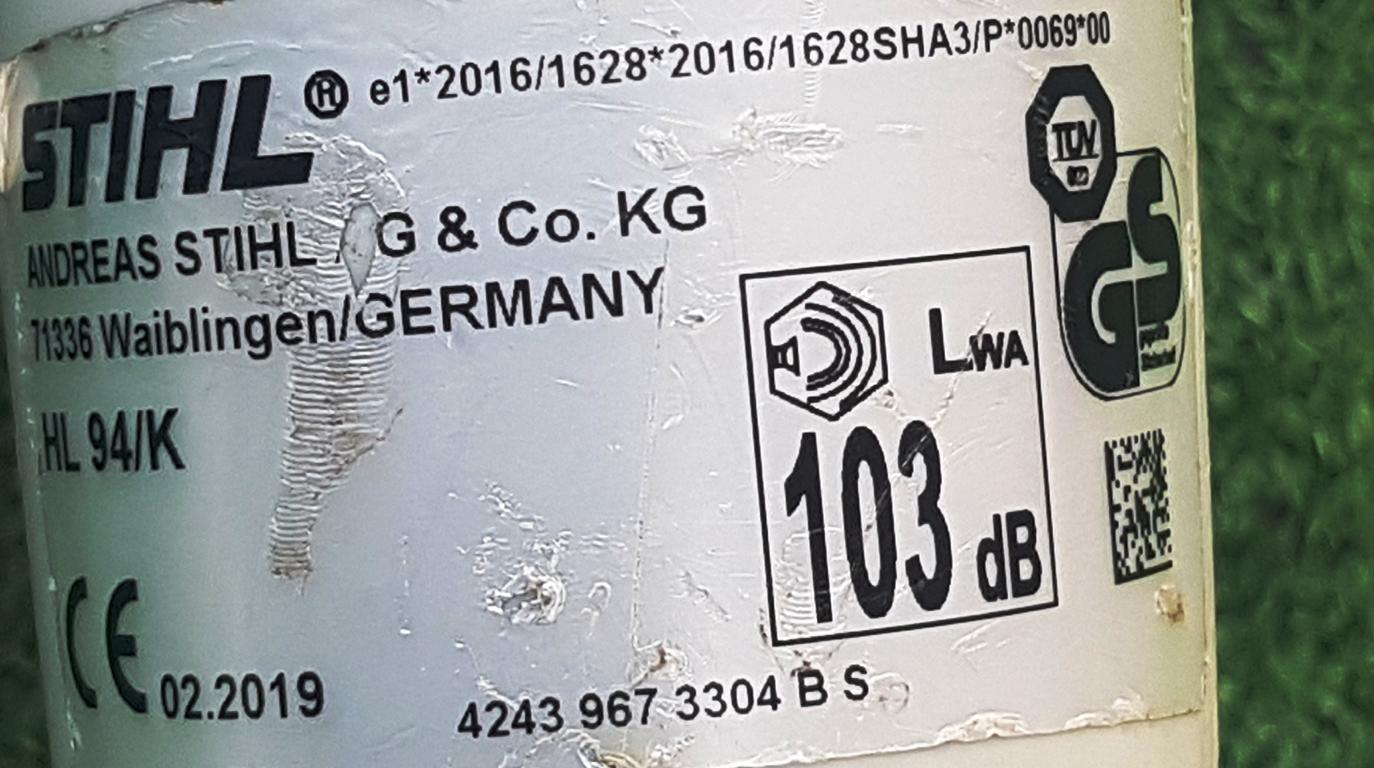 STIHL® e1*2016/1628*2016/1628SHA3/P*0069*00
TÜV
GS
ANDREAS STIHL G & Co. KG
71336 Waiblingen/GERMANY
HL 94/K
LWA
103 dB
CE 02.2019
4243 967 3304 B S